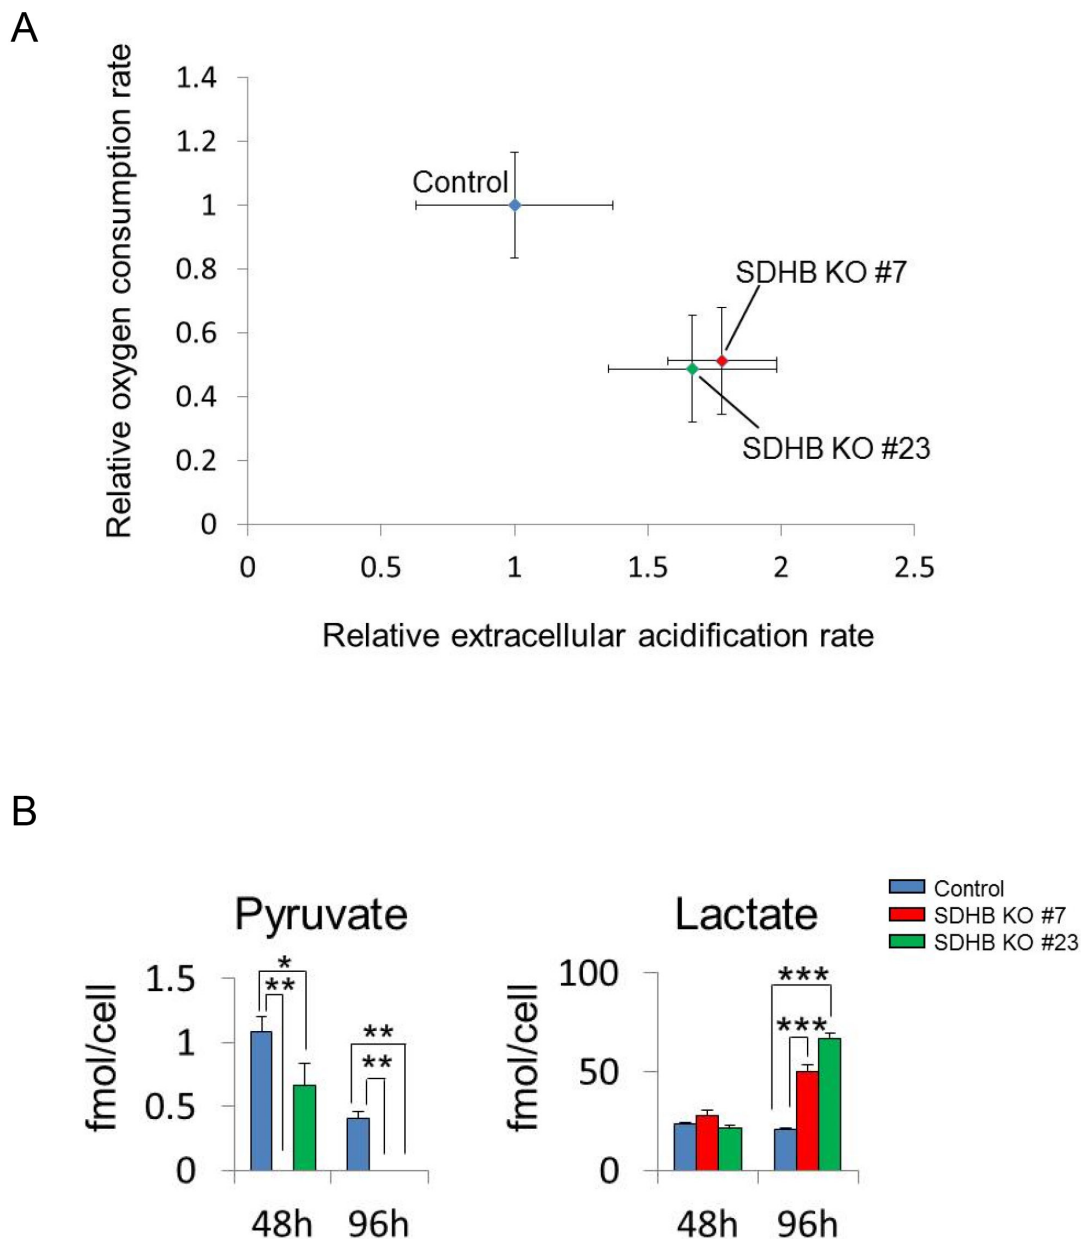 A
Relative oxygen consumption rate
1.4
1.2
1
0.8
0.6
0.4
0.2
0
Control
SDHB KO #7
SDHB KO #23
0 0.5 1 1.5 2 2.5
Relative extracellular acidification rate
B
Pyruvate
fmol/cell
1.5
1
0.5
0
*
**
**
**
48h 96h
Lactate
fmol/cell
100
50
0
***
***
48h 96h
Control
SDHB KO #7
SDHB KO #23